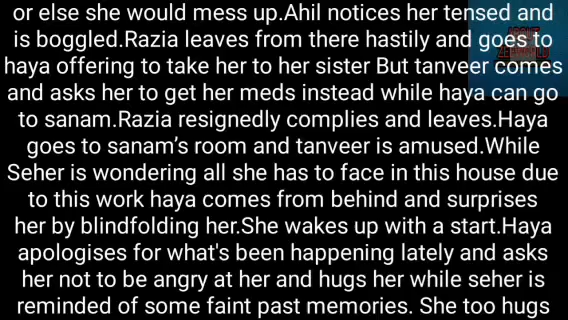 or else she would mess up.Ahil notices her tensed and
is boggled.Razia leaves from there hastily and goes to
haya offering to take her to her sister But tanveer comes
and asks her to get her meds instead while haya can go
to sanam.Razia resignedly complies and leaves.Haya
goes to sanam’s room and tanveer is amused.While
Seher is wondering all she has to face in this house due
to this work haya comes from behind and surprises
her by blindfolding her.She wakes up with a start.Haya
apologises for what's been happening lately and asks
her not to be angry at her and hugs her while seher is
reminded of some faint past memories. She too hugs